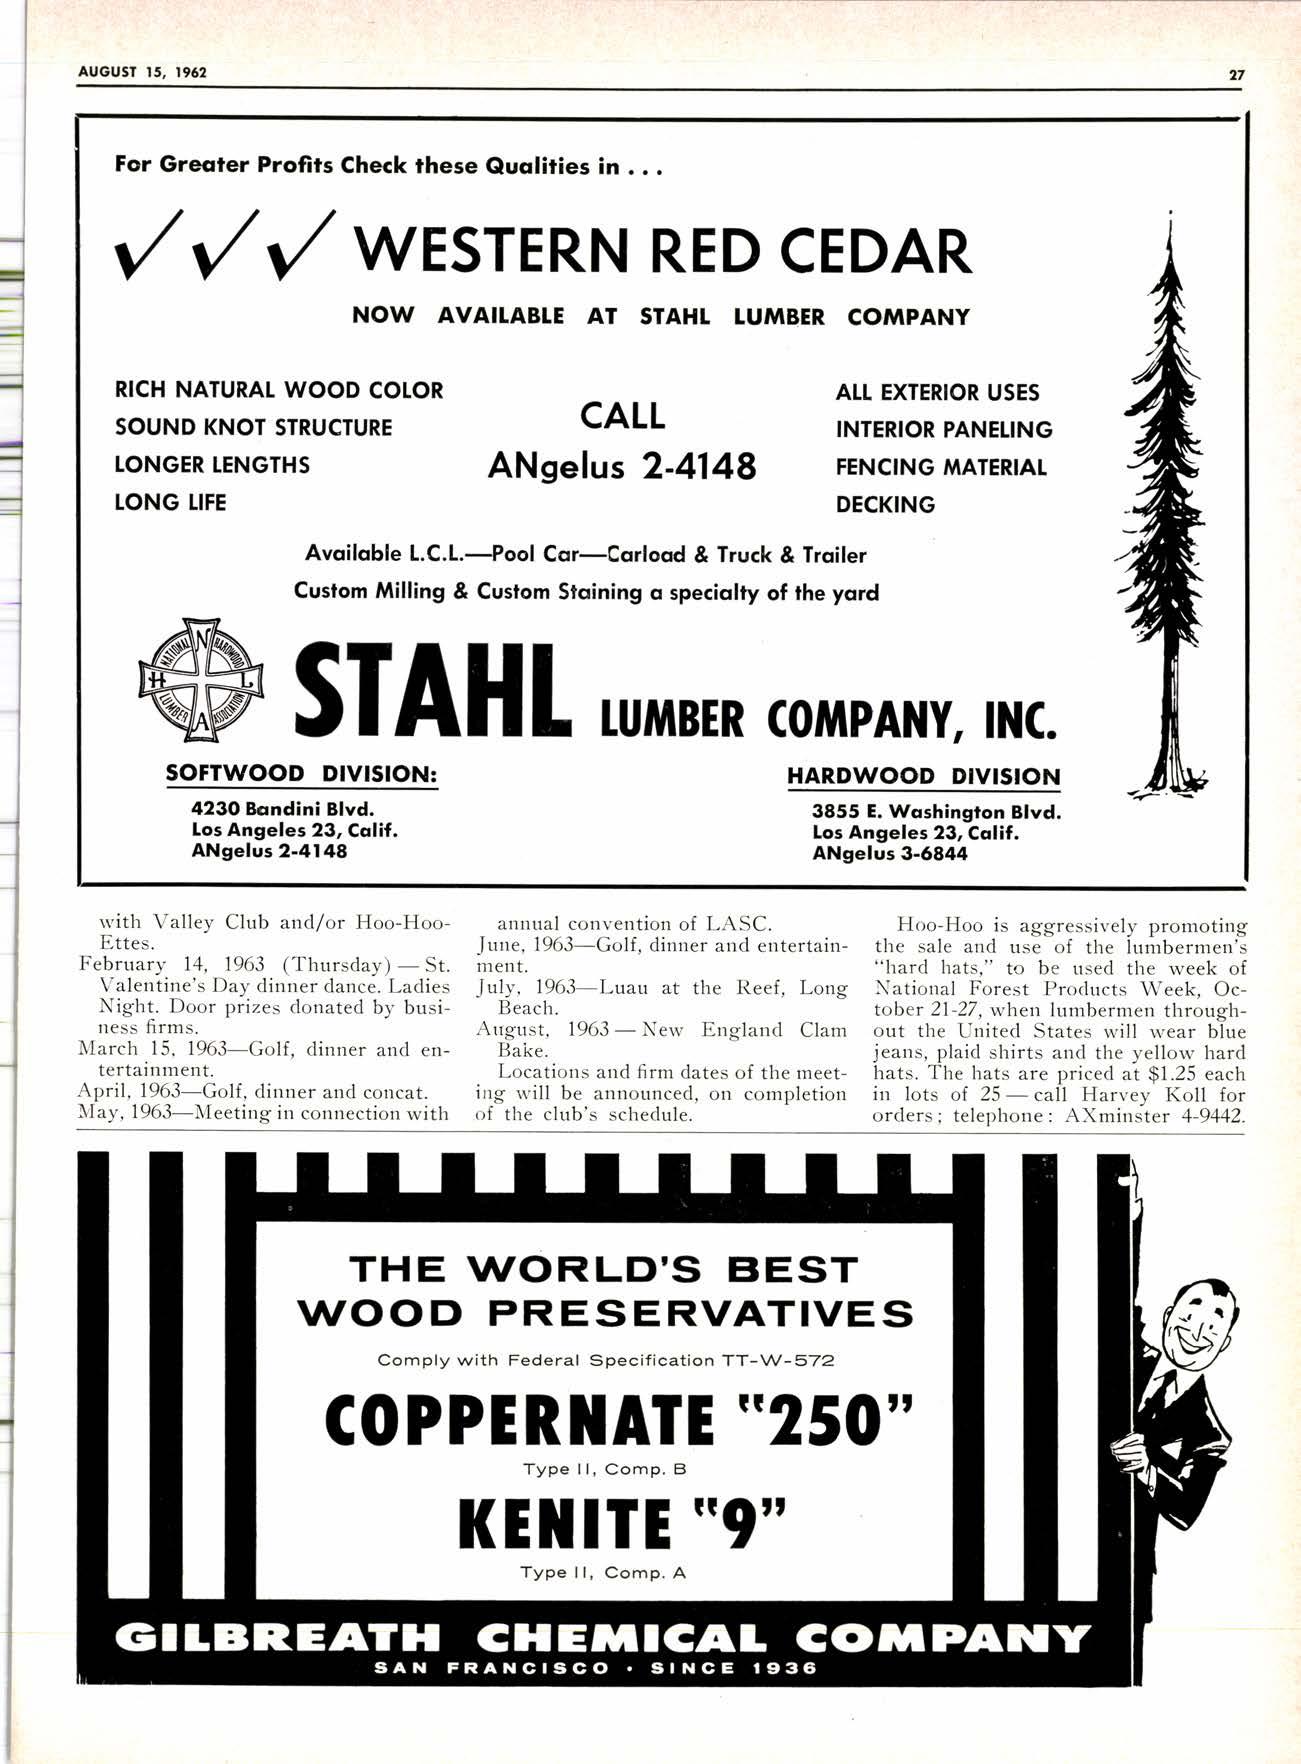 AUGUST 15, 1962
27
For Greater Profits Check these Qualities in . . .
WESTERN RED CEDAR
NOW AVAILABLE AT STAHL LUMBER COMPANY
RICH NATURAL WOOD COLOR
SOUND KNOT STRUCTURE
LONGER LENGTHS
LONG LIFE
CALL
ANgelus 2-4148
ALL EXTERIOR USES
INTERIOR PANELING
FENCING MATERIAL
DECKING
Available L.C.L.—Pool Car—Carload & Truck & Trailer
Custom Milling & Custom Staining a specialty of the yard
NATIONAL HARDWOOD
LUMBER ASSOCIATION
N
H L
A
STAHL LUMBER COMPANY, INC.
SOFTWOOD DIVISION:
4230 Bandini Blvd.
Los Angeles 23, Calif.
ANgelus 2-4148
HARDWOOD DIVISION
3855 E. Washington Blvd.
Los Angeles 23, Calif.
ANgelus 3-6844
with Valley Club and/or Hoo-Hoo-
Ettes.
February 14, 1963 (Thursday) — St.
Valentine's Day dinner dance. Ladies
Night. Door prizes donated by busi-
ness firms.
March 15, 1963—Golf, dinner and en-
tertainment.
April, 1963—Golf, dinner and concat.
May, 1963—Meeting in connection with
annual convention of LASC.
June, 1963—Golf, dinner and entertain-
ment.
July, 1963—Luau at the Reef, Long
Beach.
August, 1963 — New England Clam
Bake.
Locations and firm dates of the meet-
ing will be announced, on completion
of the club's schedule.
Hoo-Hoo is aggressively promoting
the sale and use of the lumbermen's
"hard hats," to be used the week of
National Forest Products Week, Oc-
tober 21-27, when lumbermen through-
out the United States will wear blue
jeans, plaid shirts and the yellow hard
hats. The hats are priced at $1.25 each
in lots of 25 — call Harvey Koll for
orders; telephone: AXminster 4-9442.
THE WORLD'S BEST
WOOD PRESERVATIVES
Comply with Federal Specification TT-W-572
COPPERNATE "250"
Type II, Comp. B
KENITE "9"
Type II, Comp. A
GILBREATH CHEMICAL COMPANY
SAN FRANCISCO • SINCE 1936